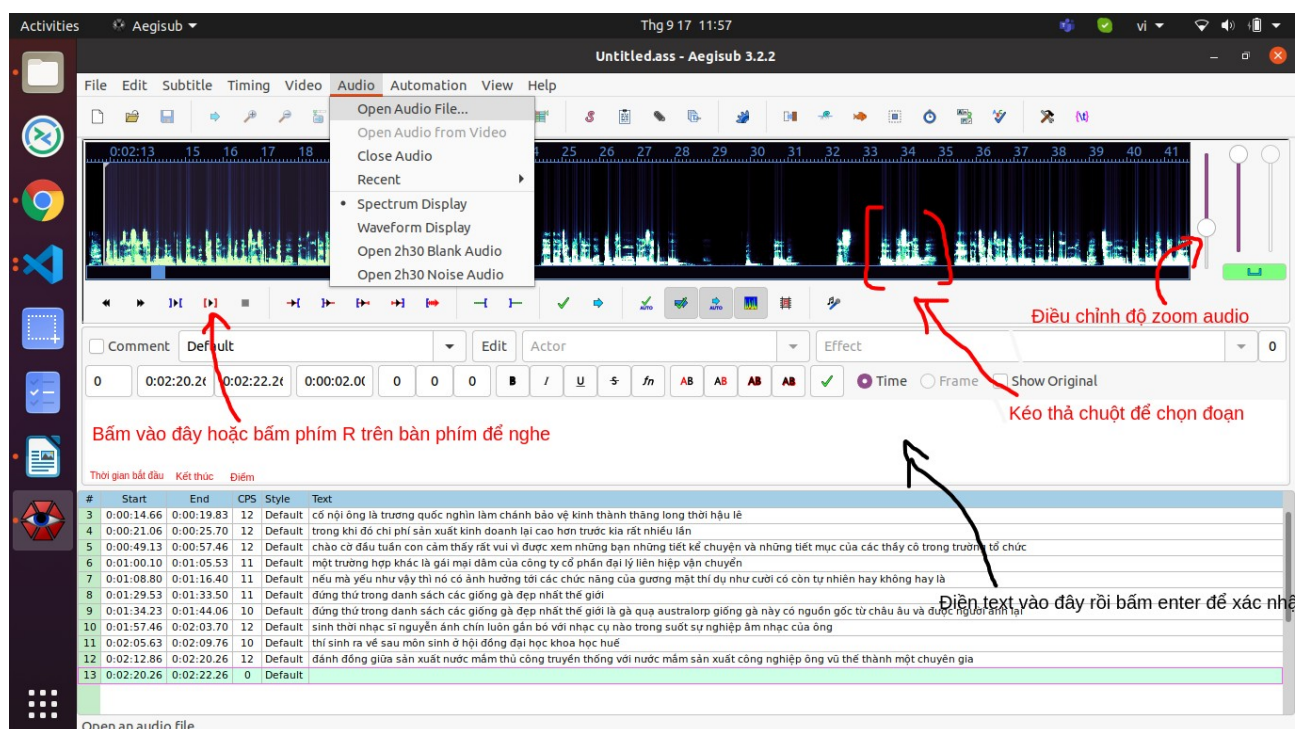 Activities Aegisub Thg 9 17 11:57 vi
Untitled.ass - Aegisub 3.2.2
File Edit Subtitle Timing Video Audio Automation View Help
Open Audio File...
Open Audio from Video
Close Audio
Recent
Spectrum Display
Waveform Display
Open 2h30 Blank Audio
Open 2h30 Noise Audio
0:02:13 15 16 17 18 25 26 27 28 29 30 31 32 33 34 35 36 37 38 39 40 41
Điều chỉnh độ zoom audio
Comment Default Edit Actor Effect 0
0 0:02:20.26 0:02:22.26 0:00:02.00 0 0 0 B I U S fn AB AB AB AB Time Frame Show Original
Kéo thả chuột để chọn đoạn
Bấm vào đây hoặc bấm phím R trên bàn phím để nghe
Thời gian bắt đầu Kết thúc Điểm
# Start End CPS Style Text
3 0:00:14.66 0:00:19.83 12 Default cố nội ông là trương quốc nghìn làm chánh bảo vệ kinh thành thăng long thời hậu lê
4 0:00:21.06 0:00:25.70 12 Default trong khi đó chi phí sản xuất kinh doanh lại cao hơn trước kia rất nhiều lần
5 0:00:49.13 0:00:57.46 12 Default chào cờ đầu tuần con cảm thấy rất vui vì được xem những bạn những tiết kể chuyện và những tiết mục của các thầy cô trong trường tổ chức
6 0:01:00.10 0:01:05.53 11 Default một trường hợp khác là gái mại dâm của công ty cổ phần đại lý liên hiệp vận chuyển
7 0:01:08.80 0:01:16.40 11 Default nếu mà yếu như vậy thì nó có ảnh hưởng tới các chức năng của gương mặt thí dụ như cười có còn tự nhiên hay không hay là
8 0:01:29.53 0:01:33.50 11 Default đứng thứ trong danh sách các giống gà đẹp nhất thế giới
9 0:01:34.23 0:01:44.06 10 Default đứng thứ trong danh sách các giống gà đẹp nhất thế giới là gà quạ australorp giống gà này có nguồn gốc từ châu âu và được người anh lại
Điền text vào đây rồi bấm enter để xác nhậ
10 0:01:57.46 0:02:03.70 12 Default sinh thời nhạc sĩ nguyễn ánh chín luôn gắn bó với nhạc cụ nào trong suốt sự nghiệp âm nhạc của ông
11 0:02:05.63 0:02:09.76 10 Default thí sinh ra về sau môn sinh ở hội đồng đại học khoa học huế
12 0:02:12.86 0:02:20.26 12 Default đánh đồng giữa sản xuất nước mắm thủ công truyền thống với nước mắm sản xuất công nghiệp ông vũ thế thành một chuyên gia
13 0:02:20.26 0:02:22.26 0 Default
Open an audio file